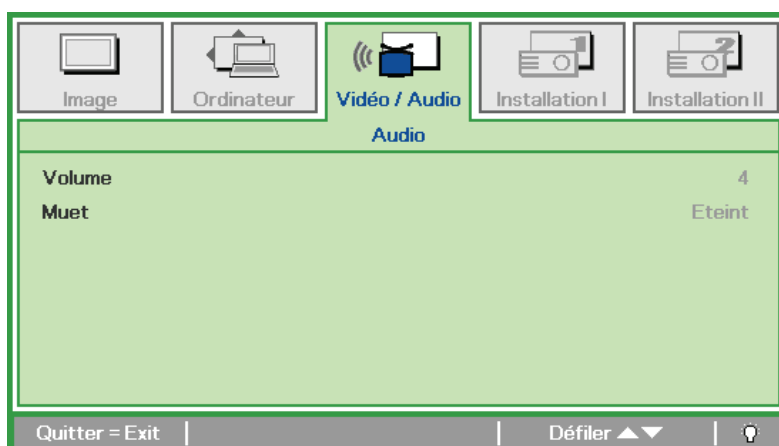 Image
Ordinateur
Vidéo / Audio
Installation I
Installation II
Audio
Volume 4
Muet Eteint
Quitter = Exit Défiler ▲▼